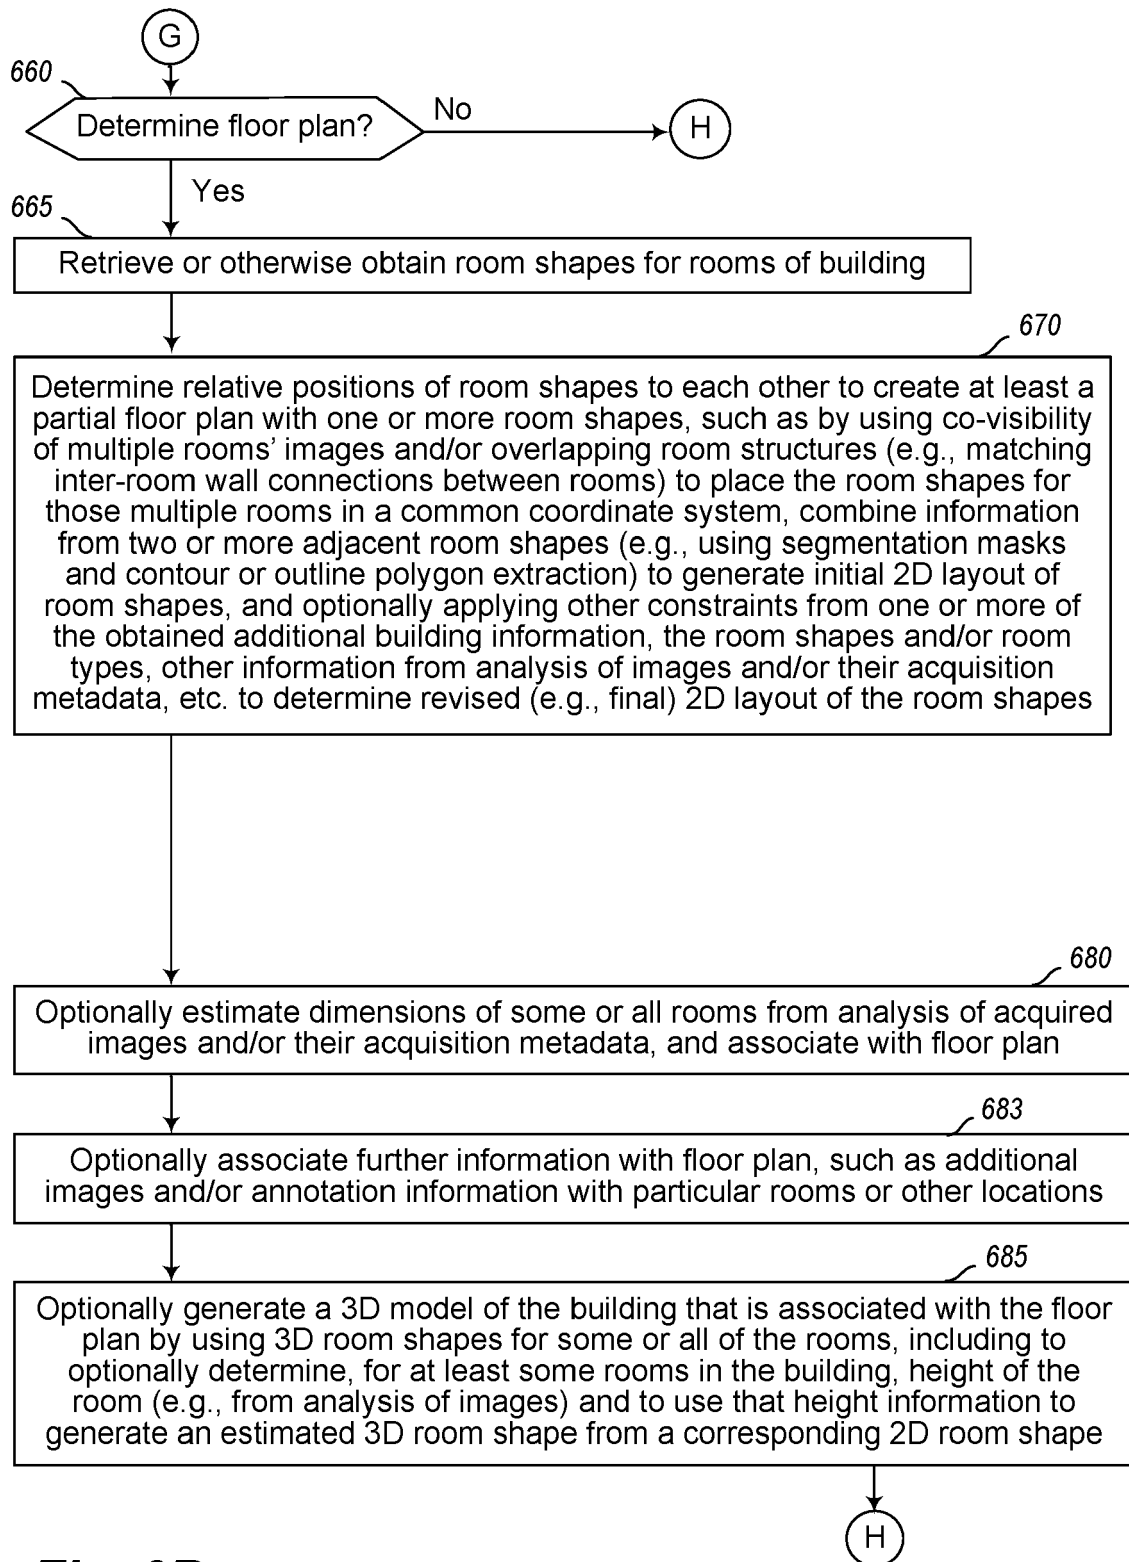 G
660
Determine floor plan?
No
H
Yes
665
Retrieve or otherwise obtain room shapes for rooms of building
670
Determine relative positions of room shapes to each other to create at least a
partial floor plan with one or more room shapes, such as by using co-visibility
of multiple rooms’ images and/or overlapping room structures (e.g., matching
inter-room wall connections between rooms) to place the room shapes for
those multiple rooms in a common coordinate system, combine information
from two or more adjacent room shapes (e.g., using segmentation masks
and contour or outline polygon extraction) to generate initial 2D layout of
room shapes, and optionally applying other constraints from one or more of
the obtained additional building information, the room shapes and/or room
types, other information from analysis of images and/or their acquisition
metadata, etc. to determine revised (e.g., final) 2D layout of the room shapes
680
Optionally estimate dimensions of some or all rooms from analysis of acquired
images and/or their acquisition metadata, and associate with floor plan
683
Optionally associate further information with floor plan, such as additional
images and/or annotation information with particular rooms or other locations
685
Optionally generate a 3D model of the building that is associated with the floor
plan by using 3D room shapes for some or all of the rooms, including to
optionally determine, for at least some rooms in the building, height of the
room (e.g., from analysis of images) and to use that height information to
generate an estimated 3D room shape from a corresponding 2D room shape
H